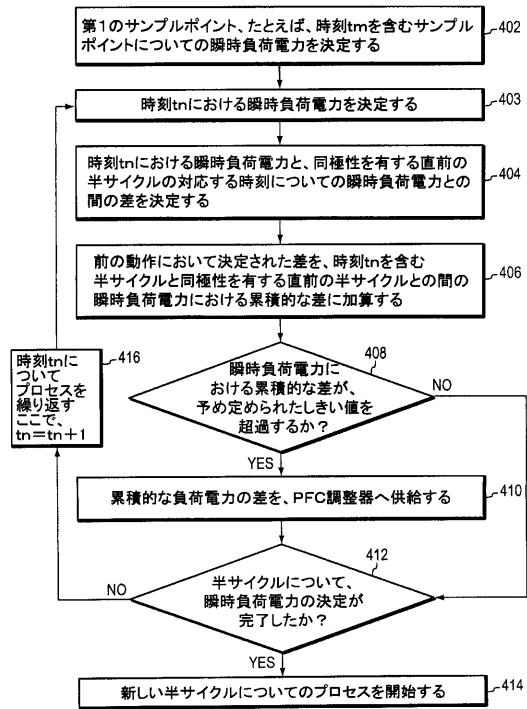 第１のサンプルポイント、たとえば、時刻tmを含むサンプル
ポイントについての瞬時負荷電力を決定する
402
時刻tnにおける瞬時負荷電力を決定する
403
時刻tnにおける瞬時負荷電力と、同極性を有する直前の
半サイクルの対応する時刻についての瞬時負荷電力との
間の差を決定する
404
前の動作において決定された差を、時刻tnを含む
半サイクルと同極性を有する直前の半サイクルとの間の
瞬時負荷電力における累積的な差に加算する
406
416
時刻tnに
ついて
プロセスを
繰り返す
ここで、
tn＝tn＋1
瞬時負荷電力に
おける累積的な差が、
予め定められたしきい値を
超過するか？
408
NO
YES
累積的な負荷電力の差を、PFC調整器へ供給する
410
半サイクルについて、
瞬時負荷電力の決定が
完了したか？
412
NO
YES
新しい半サイクルについてのプロセスを開始する
414